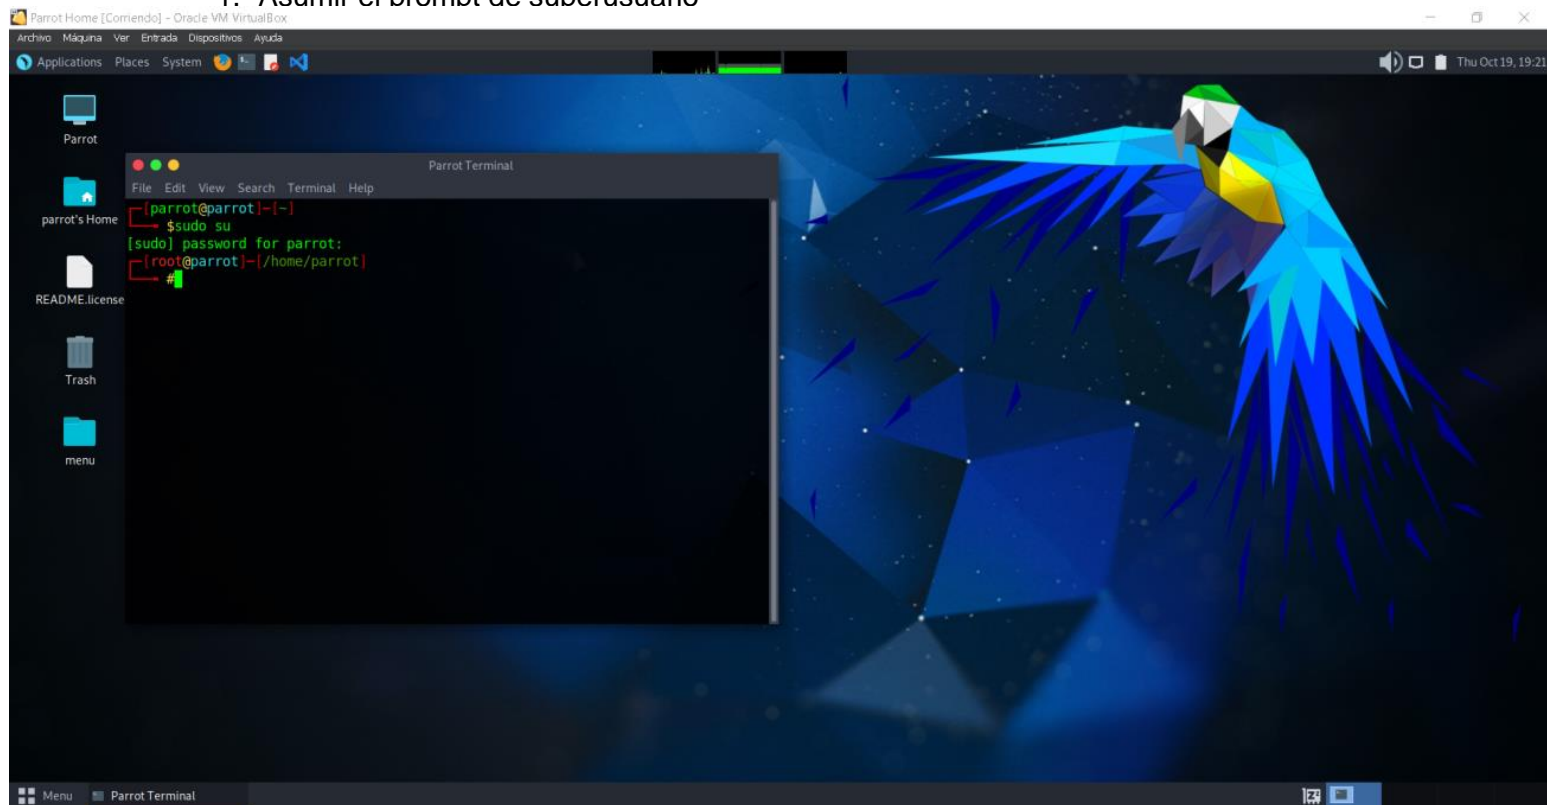 1. Asumir el prompt de superusuario
Parrot Home [Corriendo] - Oracle VM VirtualBox
Archivo Máquina Ver Entrada Dispositivos Ayuda
Applications Places System
Thu Oct 19, 19:21
Parrot
Parrot Terminal
File Edit View Search Terminal Help
parrot's Home
[parrot@parrot]-[~]
$sudo su
[sudo] password for parrot:
[root@parrot]-[/home/parrot]
#
README.license
Trash
menu
Menu Parrot Terminal